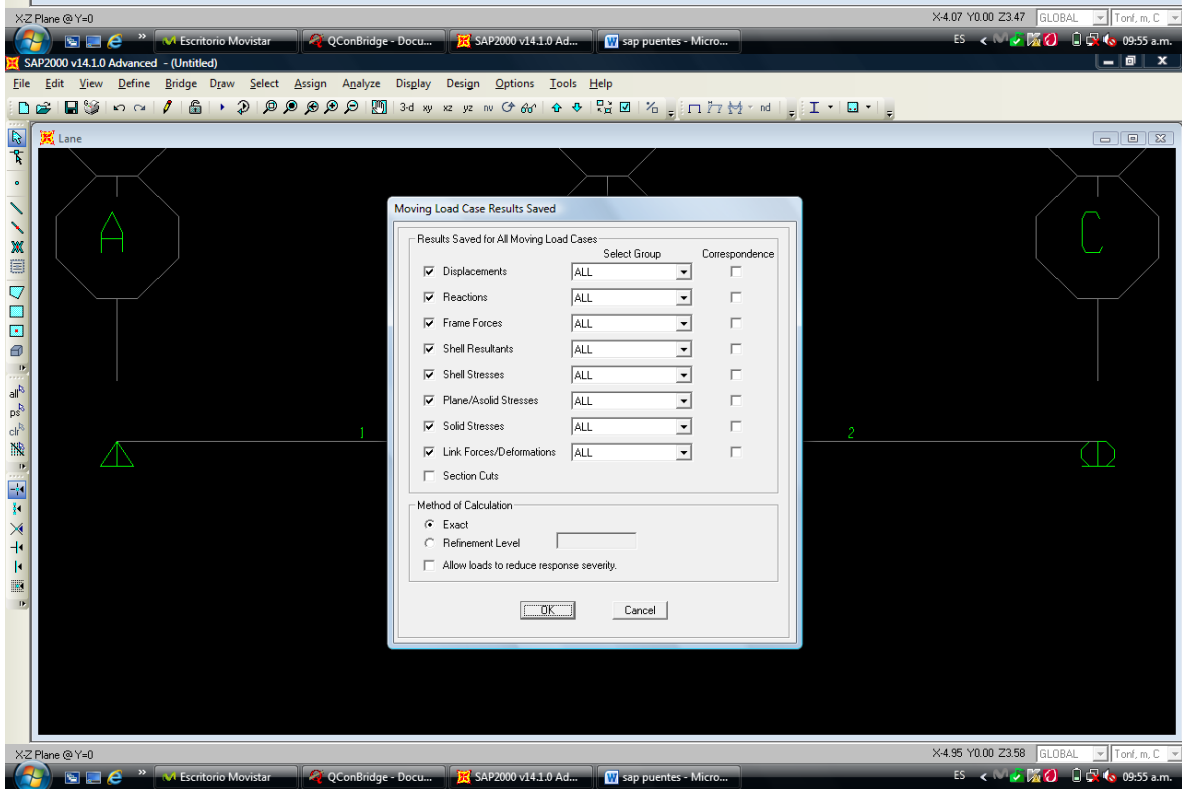 X-Z Plane @ Y=0 X-4.07 Y0.00 Z3.47 GLOBAL Tonf, m, C
» Escritorio Movistar QConBridge - Docu... SAP2000 v14.1.0 Ad... sap puentes - Micro... ES < 09:55 a.m.
SAP2000 v14.1.0 Advanced - (Untitled)
File Edit View Define Bridge Draw Select Assign Analyze Display Design Options Tools Help
3-d xy xz yz nv nd
Lane
A
C
Moving Load Case Results Saved
Results Saved for All Moving Load Cases
Select Group Correspondence
Displacements ALL
Reactions ALL
Frame Forces ALL
Shell Resultants ALL
Shell Stresses ALL
Plane/Asolid Stresses ALL
Solid Stresses ALL
Link Forces/Deformations ALL
Section Cuts
Method of Calculation
Exact
Refinement Level
Allow loads to reduce response severity.
OK Cancel
all
ps
clr
1
2
X-Z Plane @ Y=0 X-4.95 Y0.00 Z3.58 GLOBAL Tonf, m, C
» Escritorio Movistar QConBridge - Docu... SAP2000 v14.1.0 Ad... sap puentes - Micro... ES < 09:55 a.m.